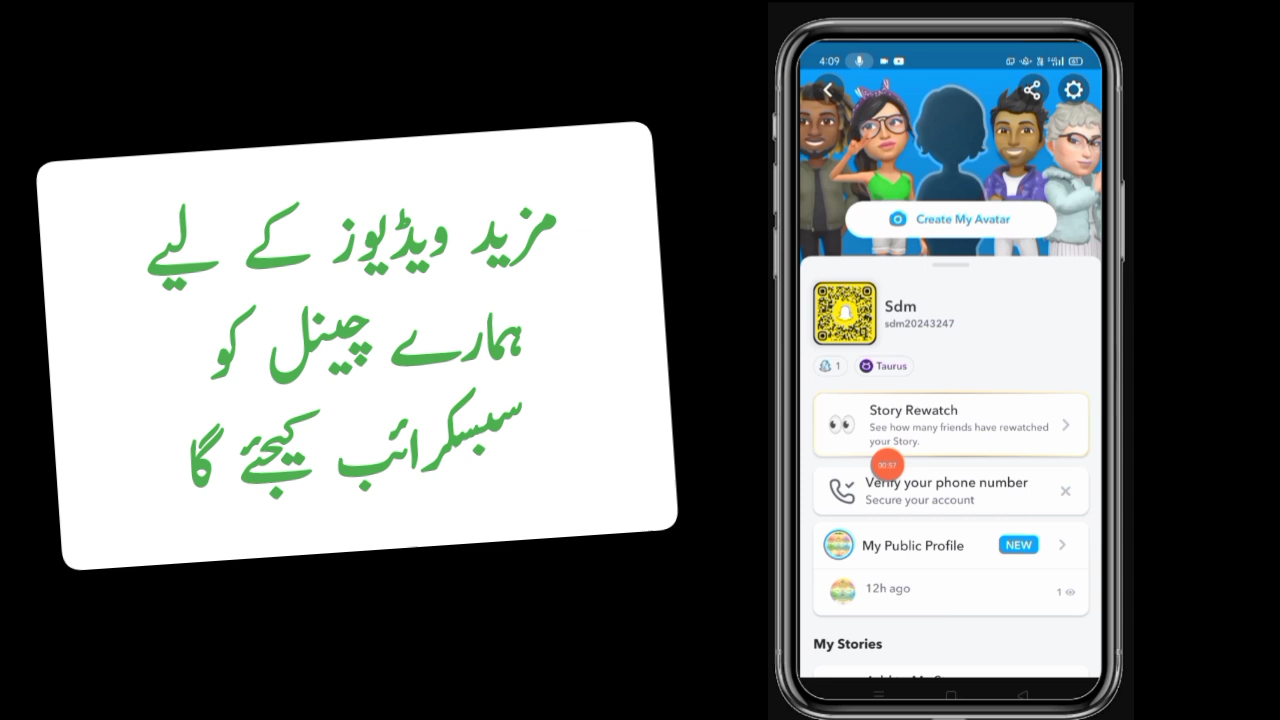 مزید ویڈیوز کے لیے
ہمارے چینل کو
سبسکرائب کیجئے گا
4:09
Create My Avatar
Sdm
sdm20243247
1
Taurus
Story Rewatch
See how many friends have rewatched
your Story.
00:57
Verify your phone number
Secure your account
My Public Profile
NEW
12h ago
1
My Stories